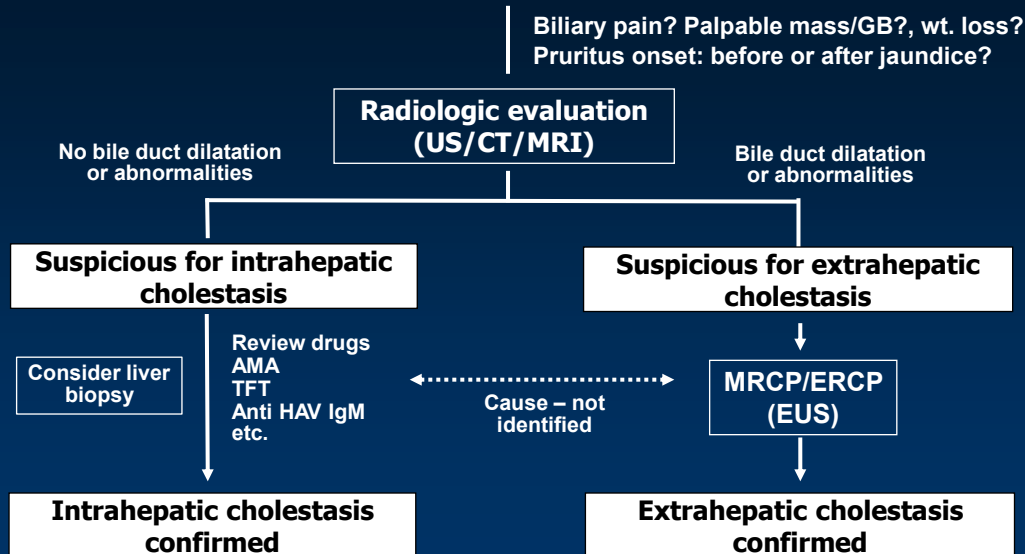 Biliary pain? Palpable mass/GB?, wt. loss?
Pruritus onset: before or after jaundice?
Radiologic evaluation
(US/CT/MRI)
No bile duct dilatation
or abnormalities
Bile duct dilatation
or abnormalities
Suspicious for intrahepatic
cholestasis
Suspicious for extrahepatic
cholestasis
Consider liver
biopsy
Review drugs
AMA
TFT
Anti HAV IgM
etc.
Cause – not
identified
MRCP/ERCP
(EUS)
Intrahepatic cholestasis
confirmed
Extrahepatic cholestasis
confirmed